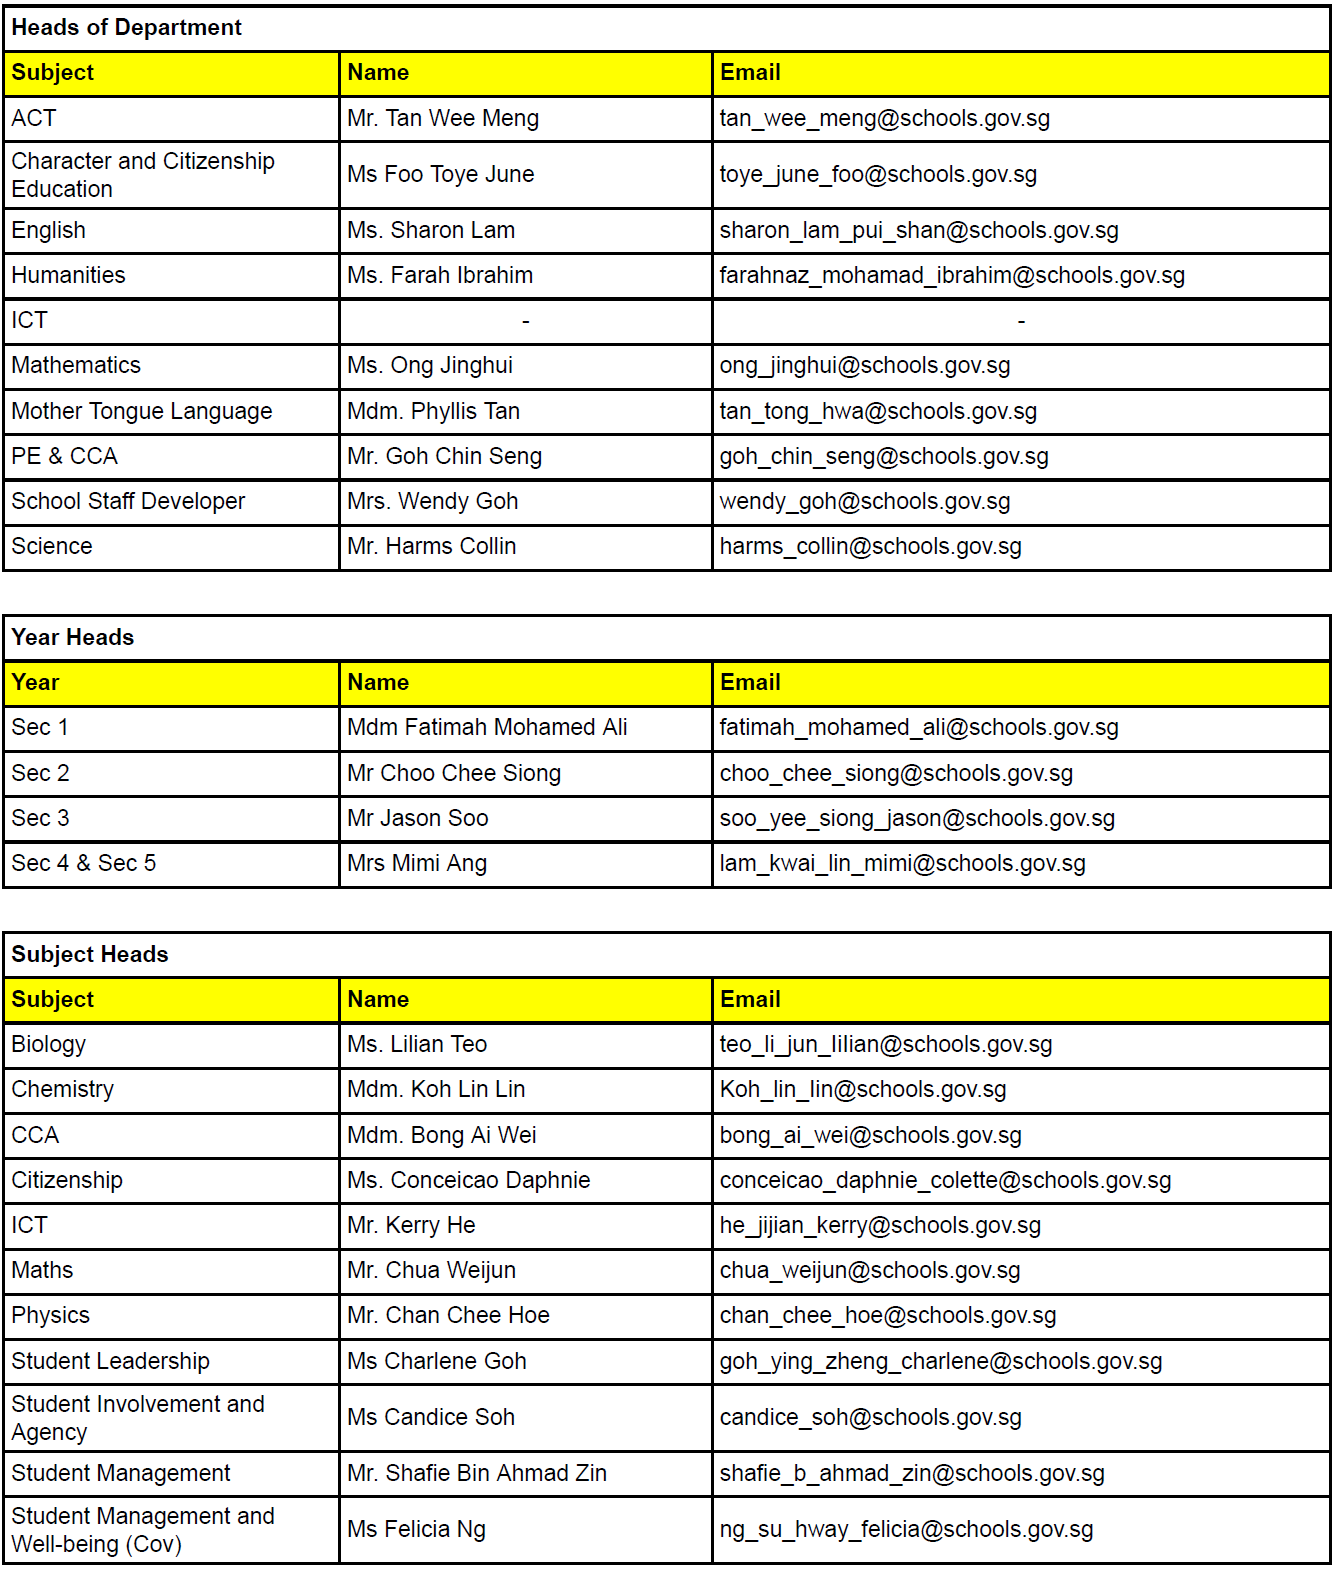 Heads of Department
Subject Name Email
ACT Mr. Tan Wee Meng tan_wee_meng@schools.gov.sg
Character and Citizenship
Education Ms Foo Toye June toye_june_foo@schools.gov.sg
English Ms. Sharon Lam sharon_lam_pui_shan@schools.gov.sg
Humanities Ms. Farah Ibrahim farahnaz_mohamad_ibrahim@schools.gov.sg
ICT - -
Mathematics Ms. Ong Jinghui ong_jinghui@schools.gov.sg
Mother Tongue Language Mdm. Phyllis Tan tan_tong_hwa@schools.gov.sg
PE & CCA Mr. Goh Chin Seng goh_chin_seng@schools.gov.sg
School Staff Developer Mrs. Wendy Goh wendy_goh@schools.gov.sg
Science Mr. Harms Collin harms_collin@schools.gov.sg
Year Heads
Year Name Email
Sec 1 Mdm Fatimah Mohamed Ali fatimah_mohamed_ali@schools.gov.sg
Sec 2 Mr Choo Chee Siong choo_chee_siong@schools.gov.sg
Sec 3 Mr Jason Soo soo_yee_siong_jason@schools.gov.sg
Sec 4 & Sec 5 Mrs Mimi Ang lam_kwai_lin_mimi@schools.gov.sg
Subject Heads
Subject Name Email
Biology Ms. Lilian Teo teo_li_jun_lilian@schools.gov.sg
Chemistry Mdm. Koh Lin Lin Koh_lin_lin@schools.gov.sg
CCA Mdm. Bong Ai Wei bong_ai_wei@schools.gov.sg
Citizenship Ms. Conceicao Daphnie conceicao_daphnie_colette@schools.gov.sg
ICT Mr. Kerry He he_jijian_kerry@schools.gov.sg
Maths Mr. Chua Weijun chua_weijun@schools.gov.sg
Physics Mr. Chan Chee Hoe chan_chee_hoe@schools.gov.sg
Student Leadership Ms Charlene Goh goh_ying_zheng_charlene@schools.gov.sg
Student Involvement and
Agency Ms Candice Soh candice_soh@schools.gov.sg
Student Management Mr. Shafie Bin Ahmad Zin shafie_b_ahmad_zin@schools.gov.sg
Student Management and
Well-being (Cov) Ms Felicia Ng ng_su_hway_felicia@schools.gov.sg